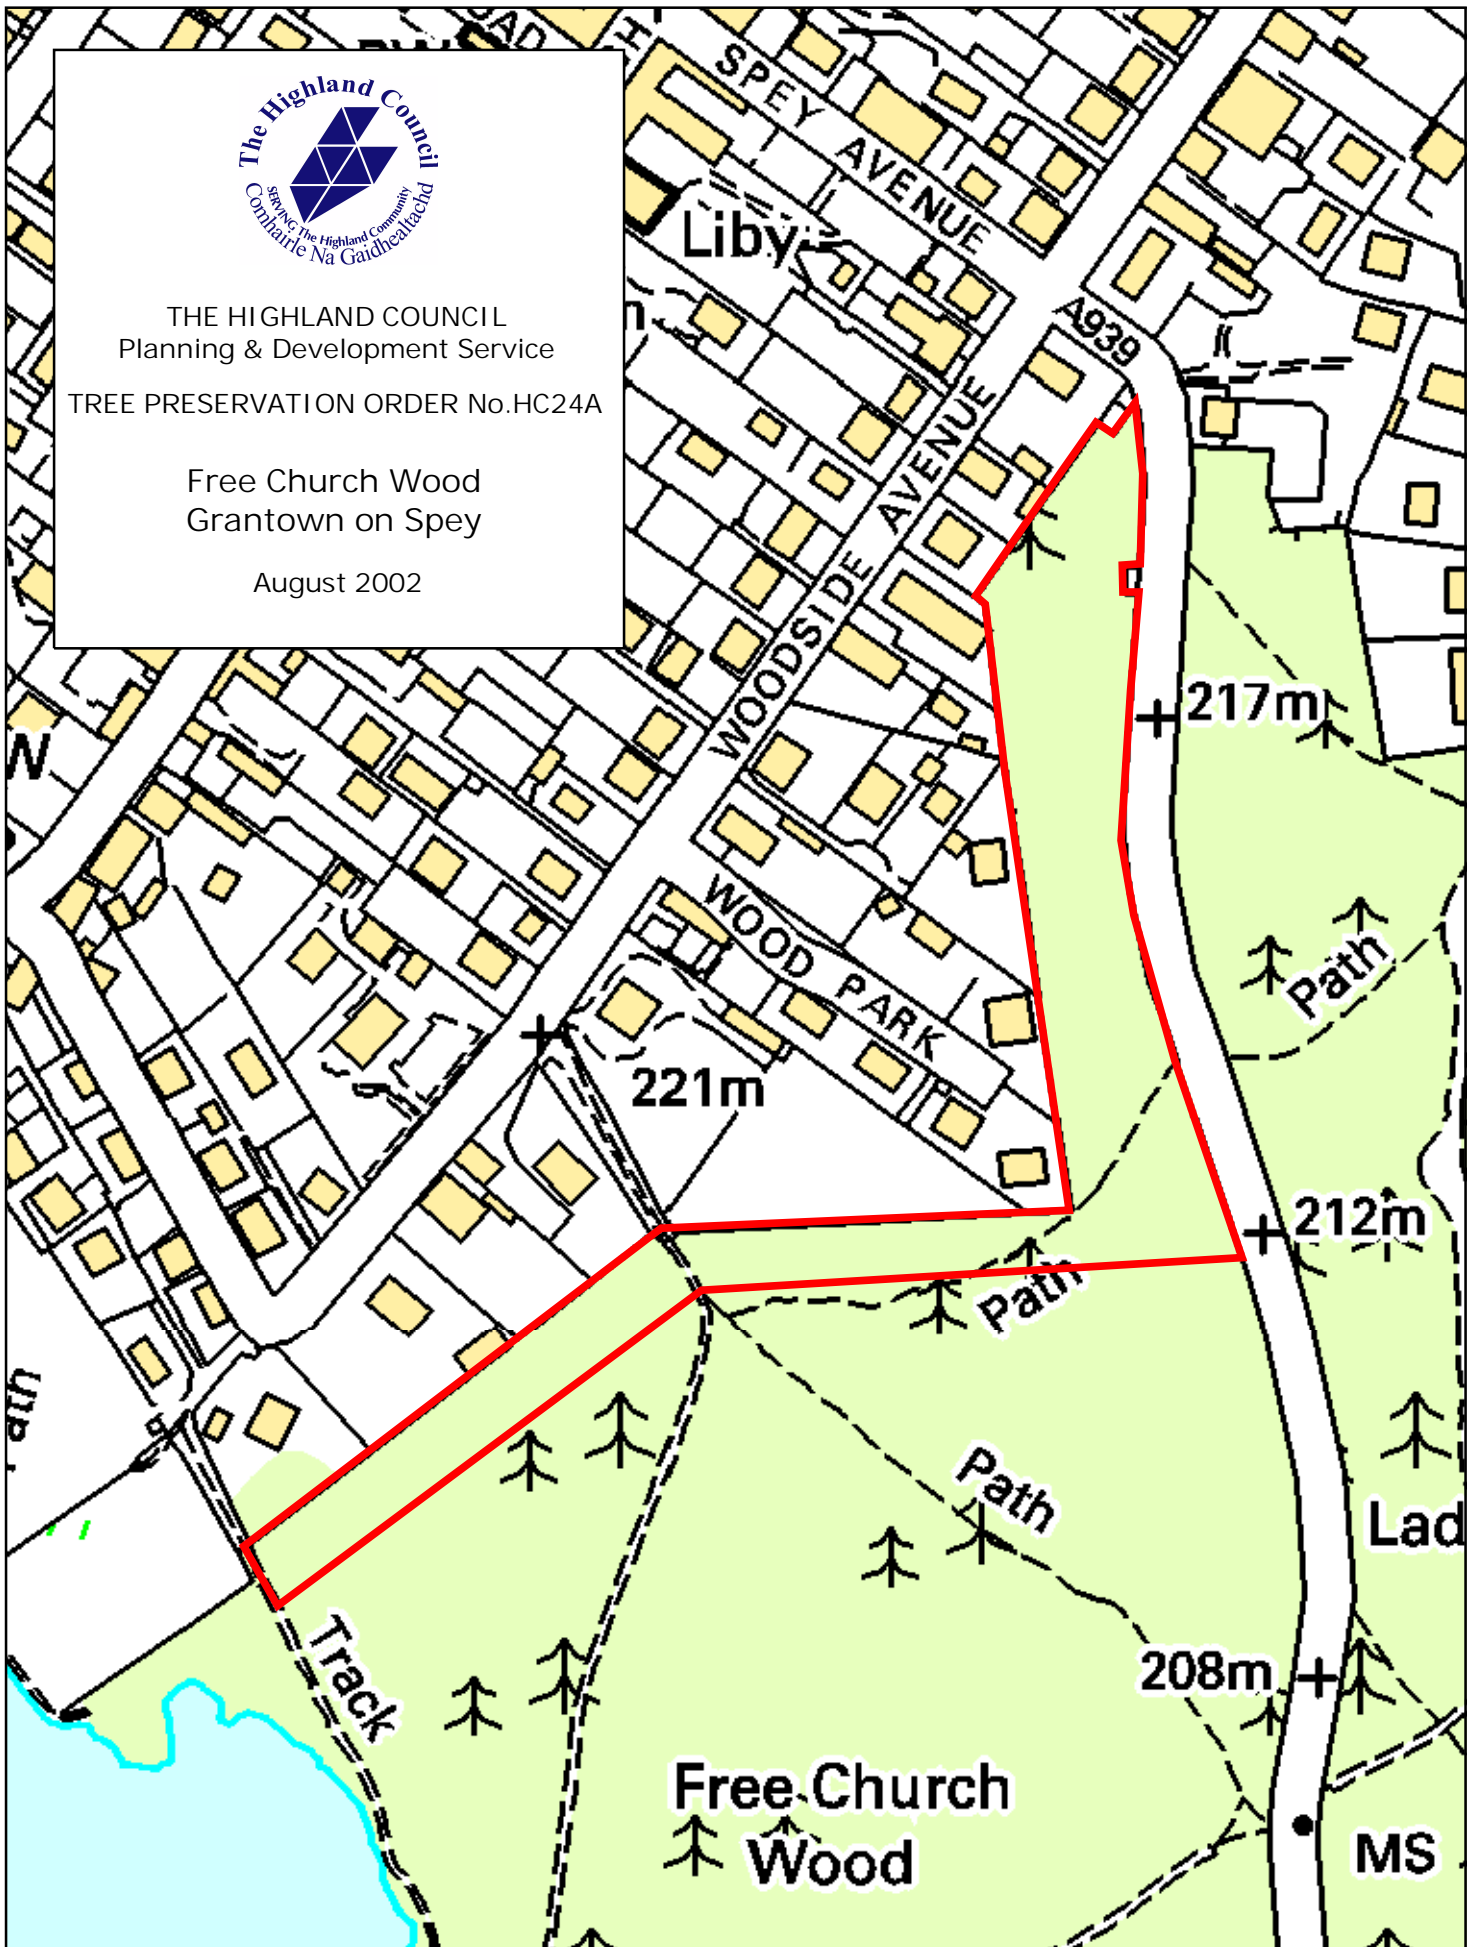 The Highland Council
SERVING The Highland Community
Comhairle Na Gaidhealtachd
THE HIGHLAND COUNCIL
Planning & Development Service
TREE PRESERVATION ORDER No.HC24A
Free Church Wood
Grantown on Spey
August 2002
SPEY AVENUE
Liby
A939
WOODSIDE AVENUE
217m
W
WOOD PARK
Path
221m
212m
Path
ath
Path
Lad
Track
208m
Free Church
Wood
MS